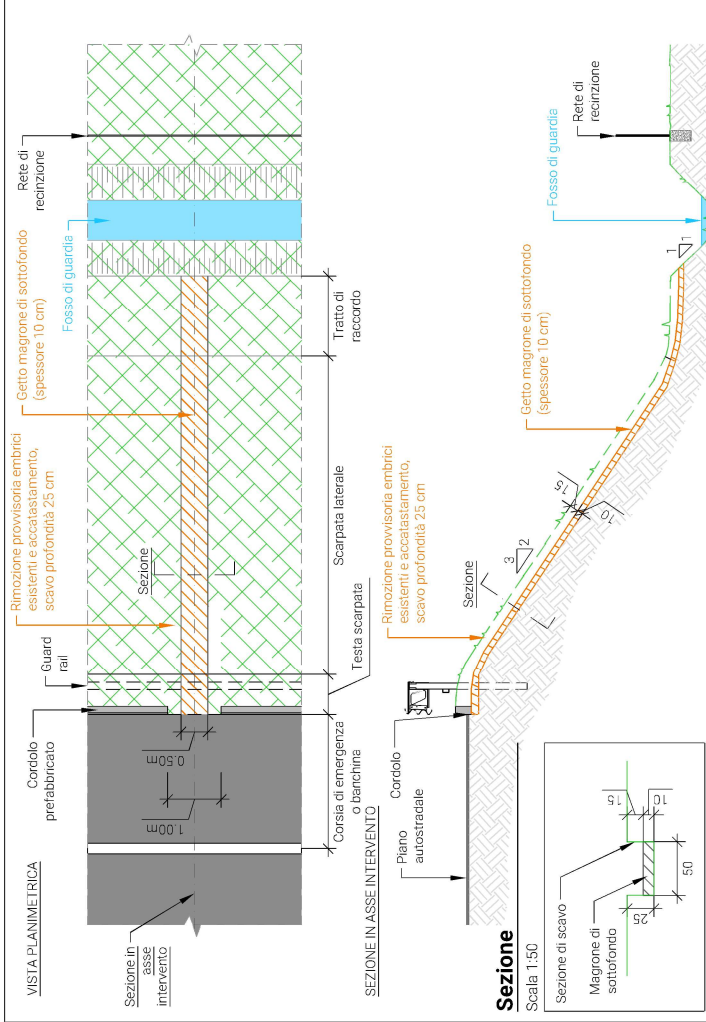 VISTA PLANIMETRICA
Sezione in
asse
intervento
Cordolo
prefabbricato
Guard
rail
Rimozione provvisoria embrici
esistenti e accatastamento,
scavo profondità 25 cm
Getto magrone di sottofondo
(spessore 10 cm)
Fosso di guardia
Rete di
recinzione
Sezione
1.00m
0.50m
Corsia di emergenza
o banchina
Testa scarpata
Scarpata laterale
Tratto di
raccordo
SEZIONE IN ASSE INTERVENTO
Piano
autostradale
Cordolo
Rimozione provvisoria embrici
esistenti e accatastamento,
scavo profondità 25 cm
Sezione
3
2
15
10
Getto magrone di sottofondo
(spessore 10 cm)
1
1
Fosso di guardia
Rete di
recinzione
Sezione
Scala 1:50
Sezione di scavo
Magrone di
sottofondo
25
50
15
10